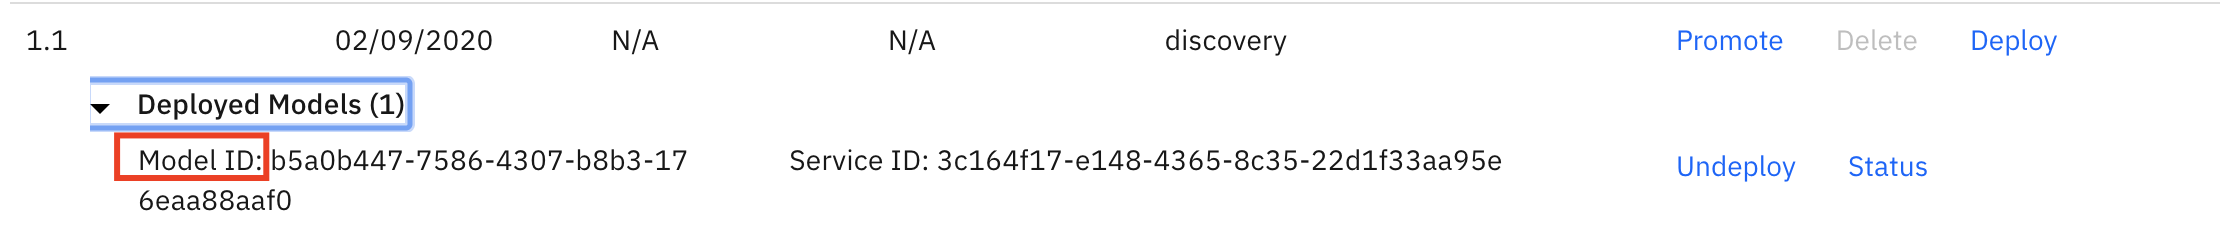 1.1 02/09/2020 N/A N/A discovery Promote Delete Deploy
Deployed Models (1)
Model ID: b5a0b447-7586-4307-b8b3-17 Service ID: 3c164f17-e148-4365-8c35-22d1f33aa95e Undeploy Status
6eaa88aaf0